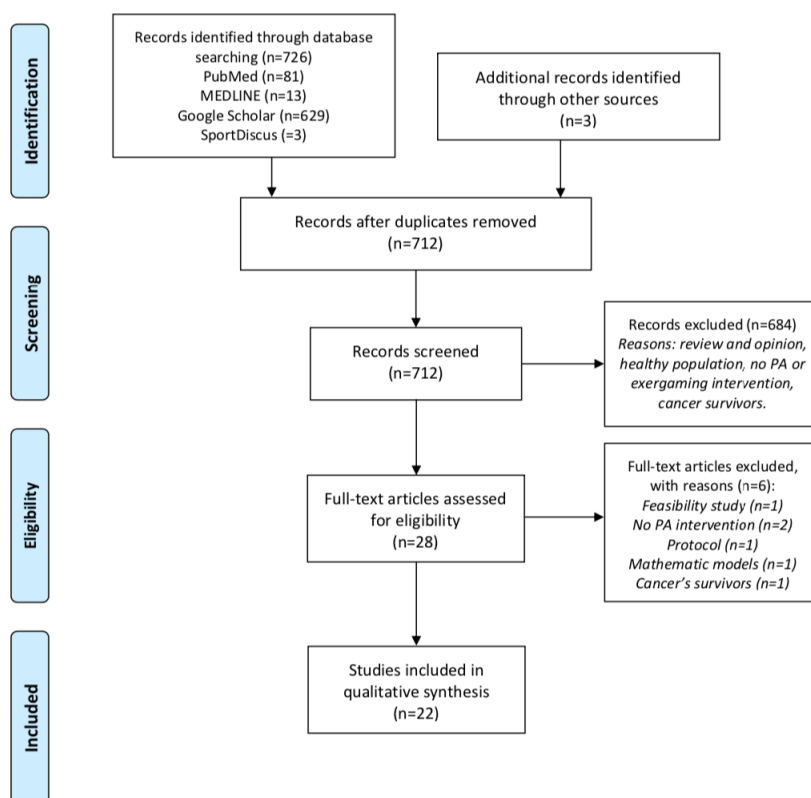 Identification
Records identified through database
searching (n=726)
PubMed (n=81)
MEDLINE (n=13)
Google Scholar (n=629)
SportDiscus (=3)
Additional records identified
through other sources
(n=3)
Records after duplicates removed
(n=712)
Screening
Records screened
(n=712)
Records excluded (n=684)
Reasons: review and opinion,
healthy population, no PA or
exergaming intervention,
cancer survivors.
Eligibility
Full-text articles assessed
for eligibility
(n=28)
Full-text articles excluded,
with reasons (n=6):
Feasibility study (n=1)
No PA intervention (n=2)
Protocol (n=1)
Mathematic models (n=1)
Cancer's survivors (n=1)
Included
Studies included in
qualitative synthesis
(n=22)